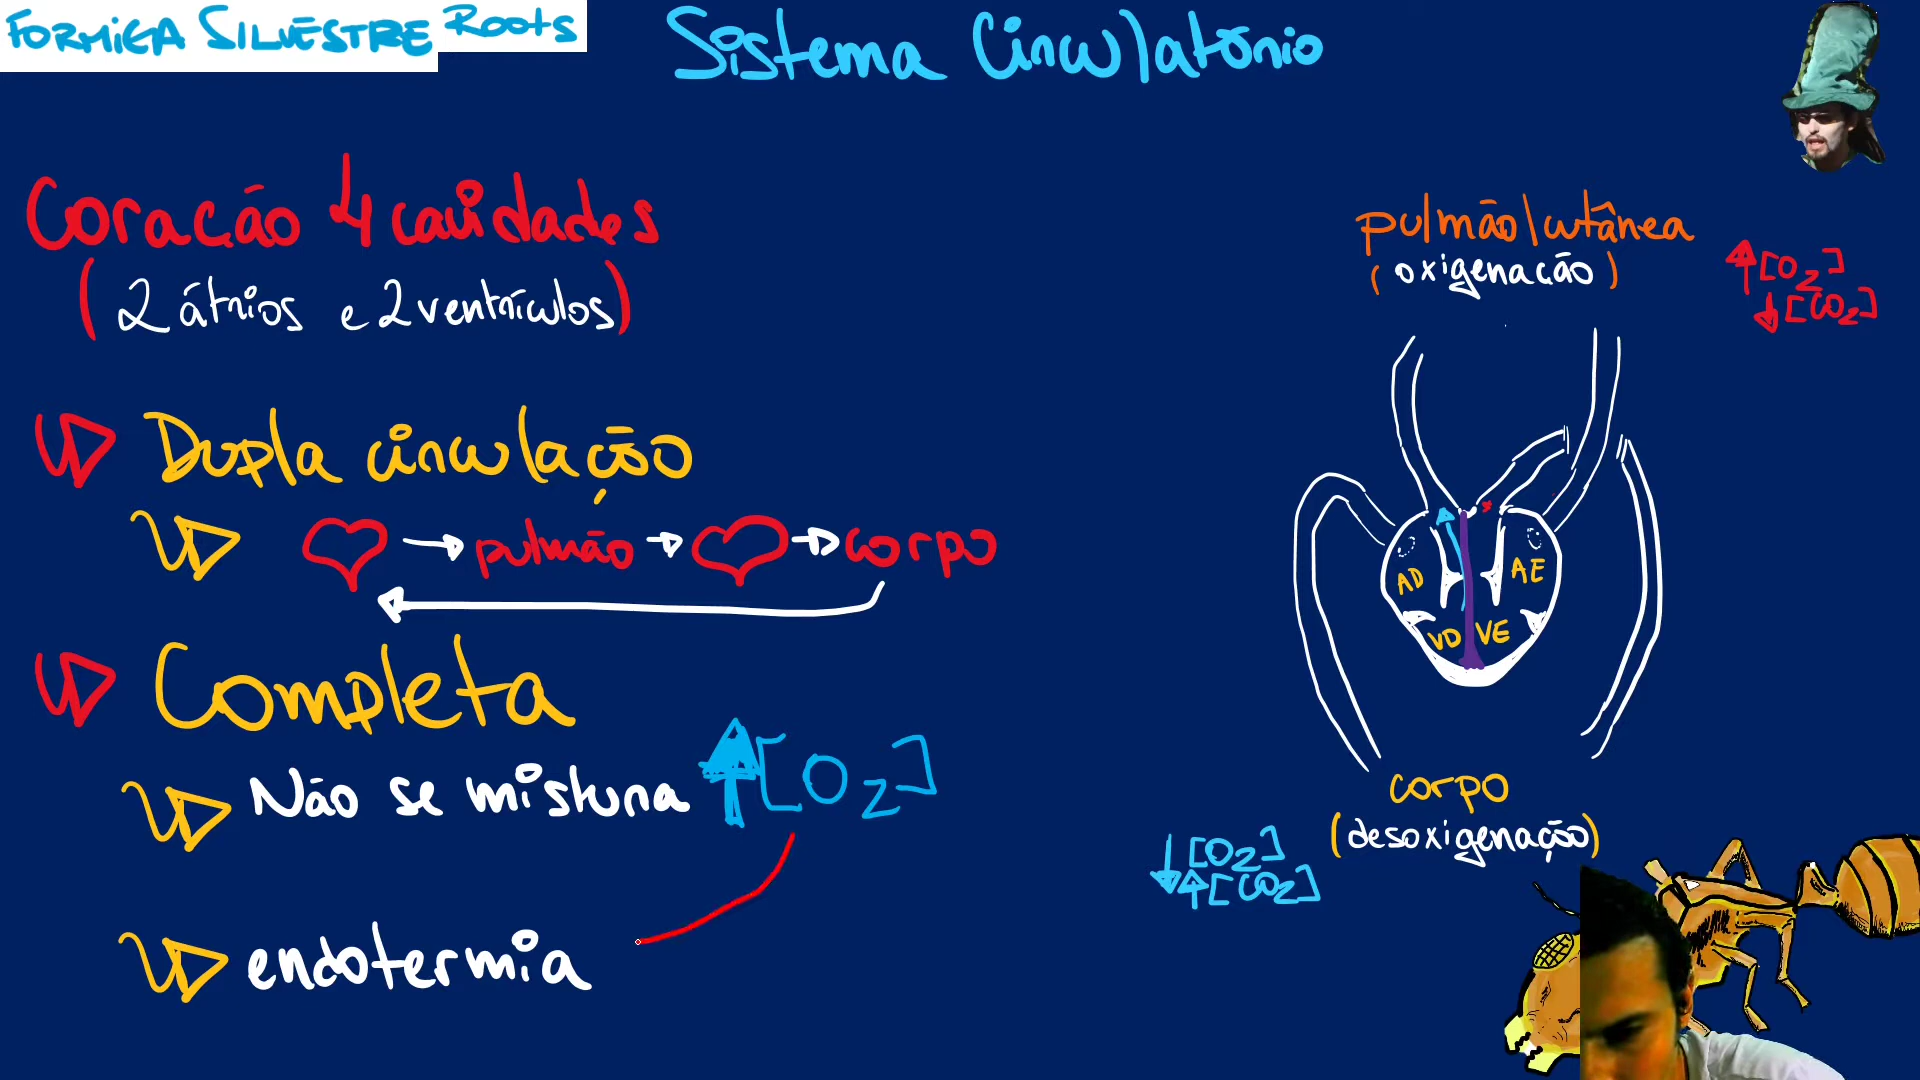 FORMIGA SILVESTRE Roots
Sistema Circulatório
Coração 4 cavidades
(2 átrios e 2 ventrículos)
Dupla circulação
→ pulmão → → corpo
Completa
Não se mistura ↑[O₂]
endotermia
pulmão/cutânea
(oxigenação)
↑[O₂]
↓[CO₂]
AD AE
VD VE
corpo
(desoxigenação)
↓[O₂]
↑[CO₂]